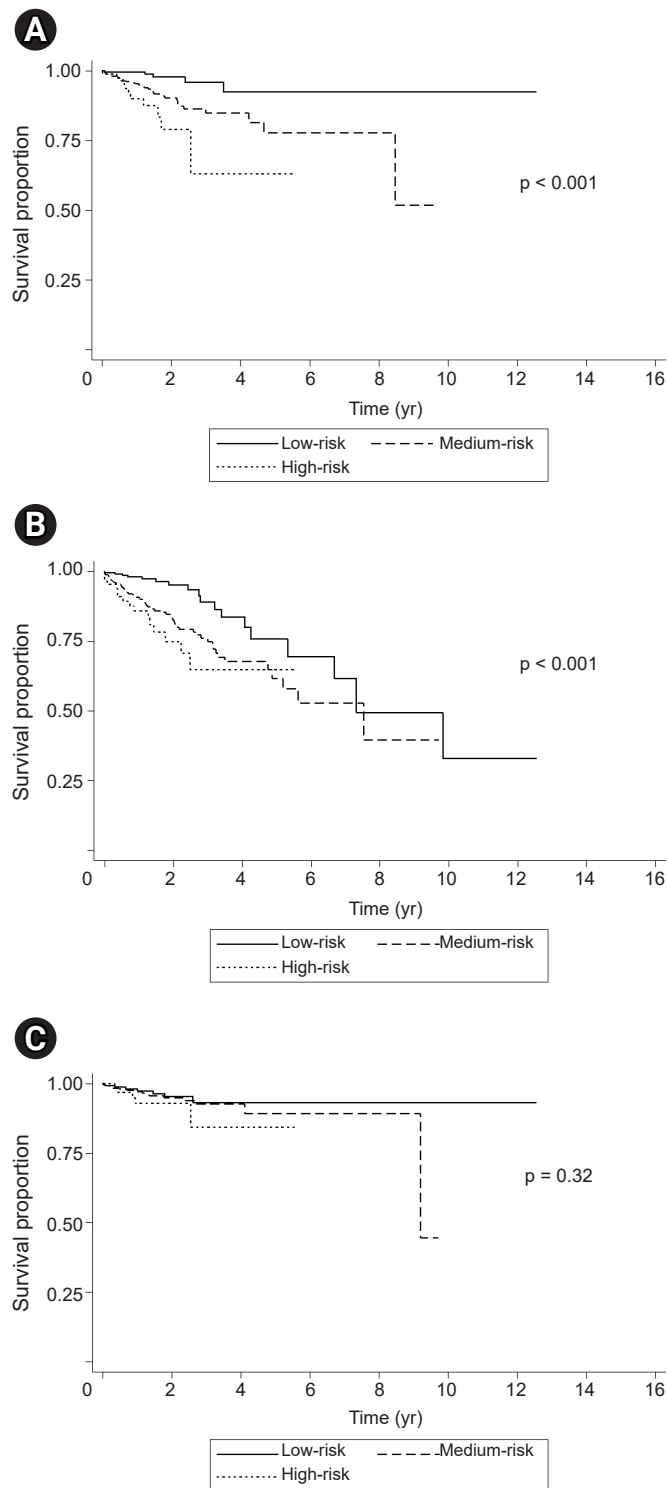 A
1.00
0.75
0.50
0.25
Survival proportion
p < 0.001
0 2 4 6 8 10 12 14 16
Time (yr)
Low-risk Medium-risk
High-risk
B
1.00
0.75
0.50
0.25
Survival proportion
p < 0.001
0 2 4 6 8 10 12 14 16
Time (yr)
Low-risk Medium-risk
High-risk
C
1.00
0.75
0.50
0.25
Survival proportion
p = 0.32
0 2 4 6 8 10 12 14 16
Time (yr)
Low-risk Medium-risk
High-risk